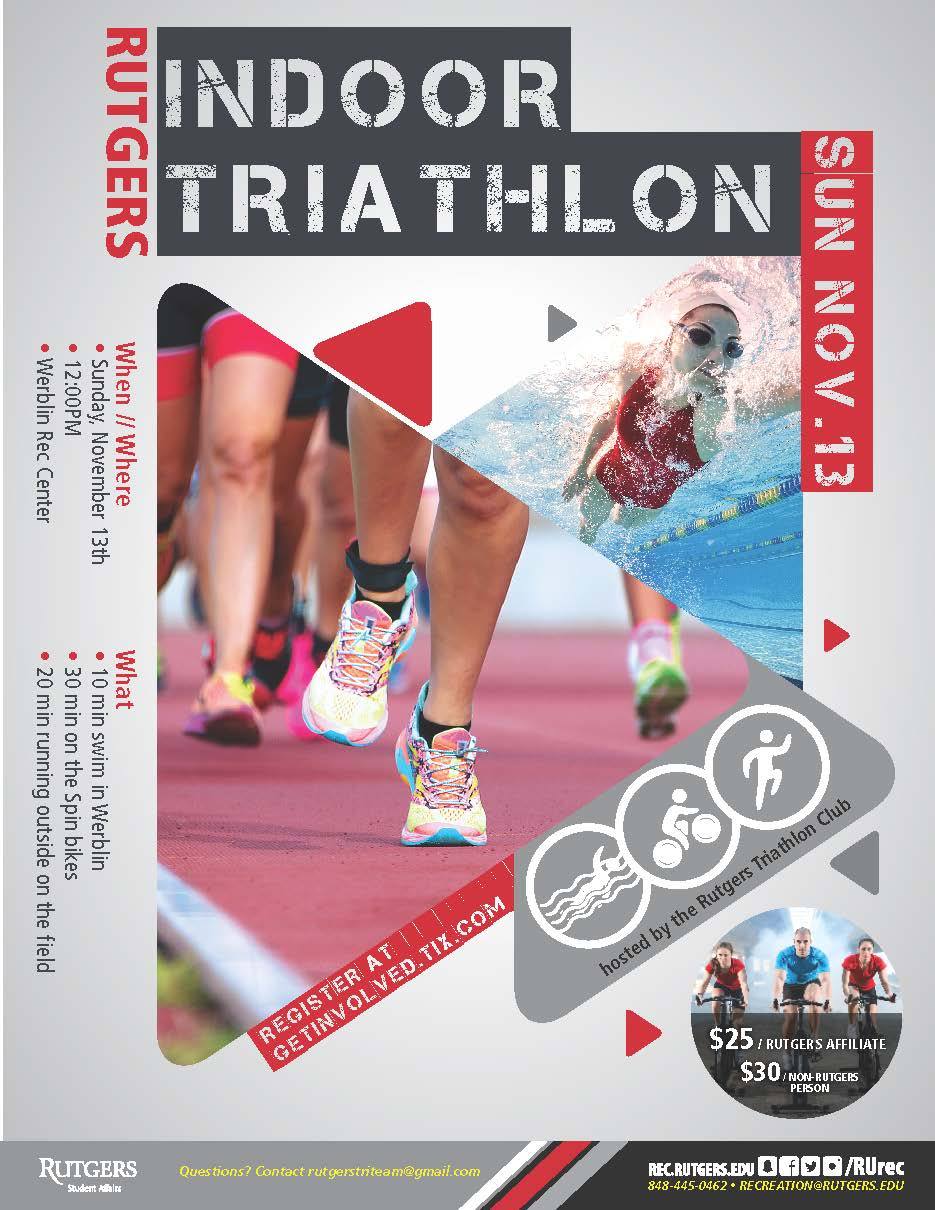 RUTGERS
INDOOR
TRIATHLON
SUN NOV.13
When // Where
• Sunday, November 13th
• 12:00PM
• Werblin Rec Center
What
• 10 min swim in WErblin
• 30 min on the Spin bikes
• 20 min running outside on the field
REGISTER AT
GETINVOLVED.TIX.COM
hosted by the Rutgers Triathlon Club
$25 / RUTGERS AFFILIATE
$30 / NON-RUTGERS
PERSON
RUTGERS
Student Affairs
Questions? Contact rutgerstriteam@gmail.com
REC.RUTGERS.EDU /RUrec
848-445-0462 • RECREATION@RUTGERS.EDU